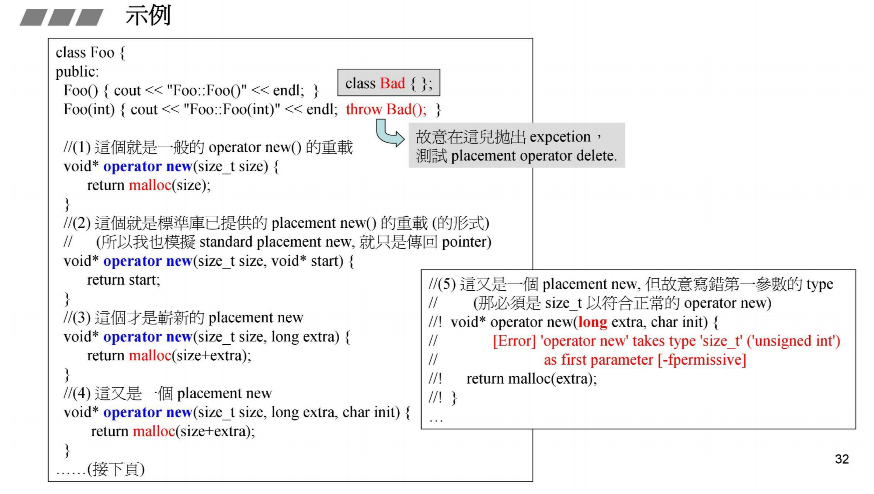 示例
class Foo {
public:
Foo() { cout << "Foo::Foo()" << endl; }
Foo(int) { cout << "Foo::Foo(int)" << endl; throw Bad(); }
class Bad { };
故意在這兒拋出 expcetion，
測試 placement operator delete.
//(1) 這個就是一般的 operator new() 的重載
void* operator new(size_t size) {
return malloc(size);
}
//(2) 這個就是標準庫已提供的 placement new() 的重載 (的形式)
// (所以我也模擬 standard placement new, 就只是傳回 pointer)
void* operator new(size_t size, void* start) {
return start;
}
//(3) 這個才是嶄新的 placement new
void* operator new(size_t size, long extra) {
return malloc(size+extra);
}
//(4) 這又是一個 placement new
void* operator new(size_t size, long extra, char init) {
return malloc(size+extra);
}
……(接下頁)
//(5) 這又是一個 placement new, 但故意寫錯第一參數的 type
// (那必須是 size_t 以符合正常的 operator new)
//! void* operator new(long extra, char init) {
// [Error] 'operator new' takes type 'size_t' ('unsigned int')
// as first parameter [-fpermissive]
//! return malloc(extra);
//! }
…
32